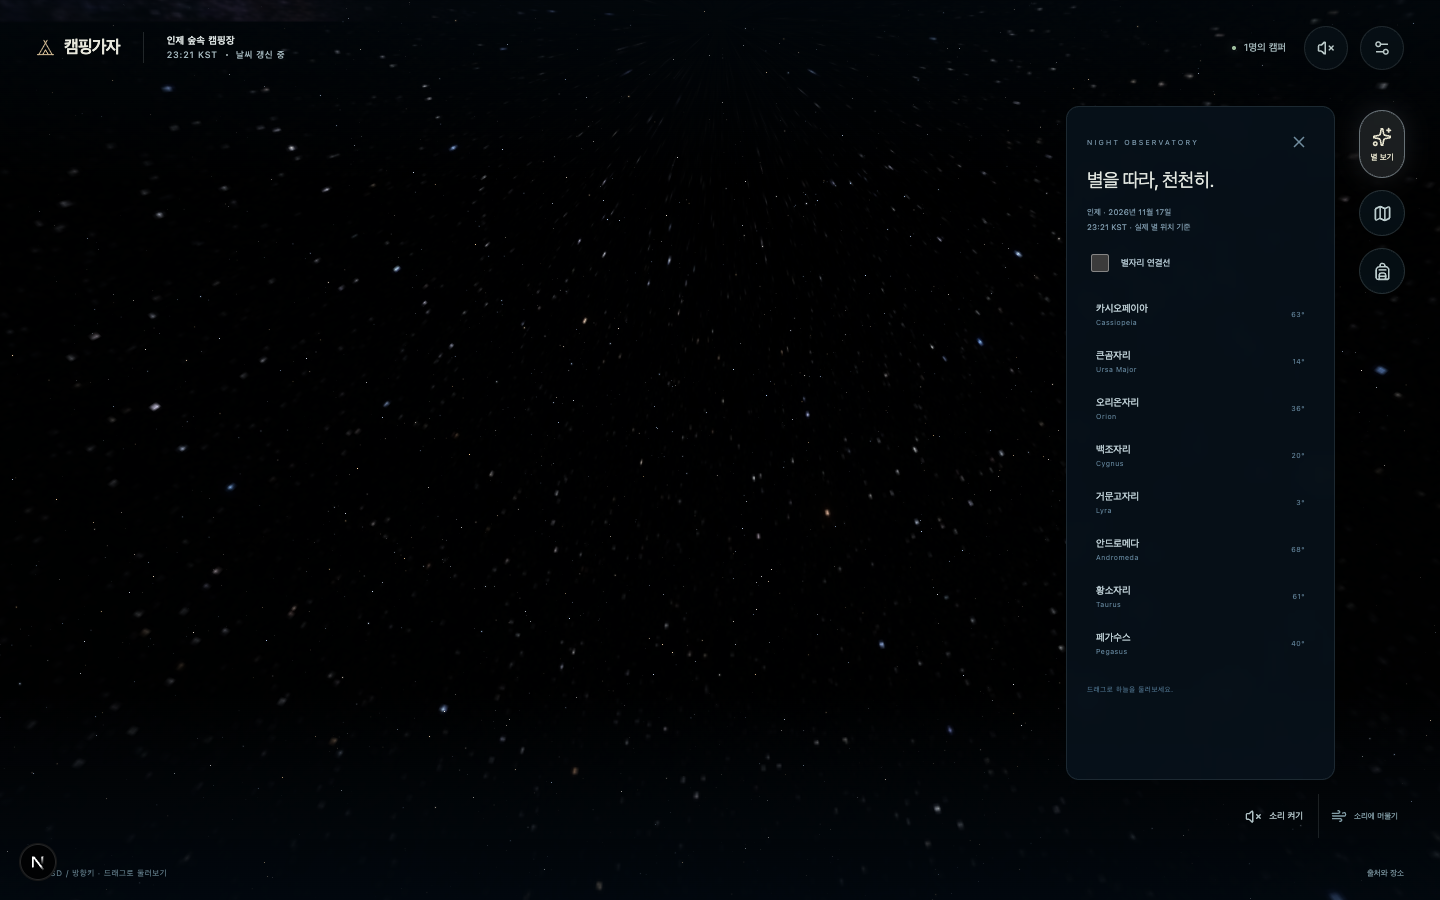 캠핑가자
인제 숲속 캠핑장
23:21 KST · 날씨 갱신 중
1명의 캠퍼
NIGHT OBSERVATORY
별을 따라, 천천히.
인제 · 2026년 11월 17일
23:21 KST · 실제 별 위치 기준
별자리 연결선
카시오페이아
Cassiopeia
63°
큰곰자리
Ursa Major
14°
오리온자리
Orion
36°
백조자리
Cygnus
20°
거문고자리
Lyra
3°
안드로메다
Andromeda
68°
황소자리
Taurus
61°
페가수스
Pegasus
40°
드래그로 하늘을 둘러보세요.
별 보기
소리 켜기
소리에 머물기
N
SD / 방향키 · 드래그로 둘러보기
출처와 장소